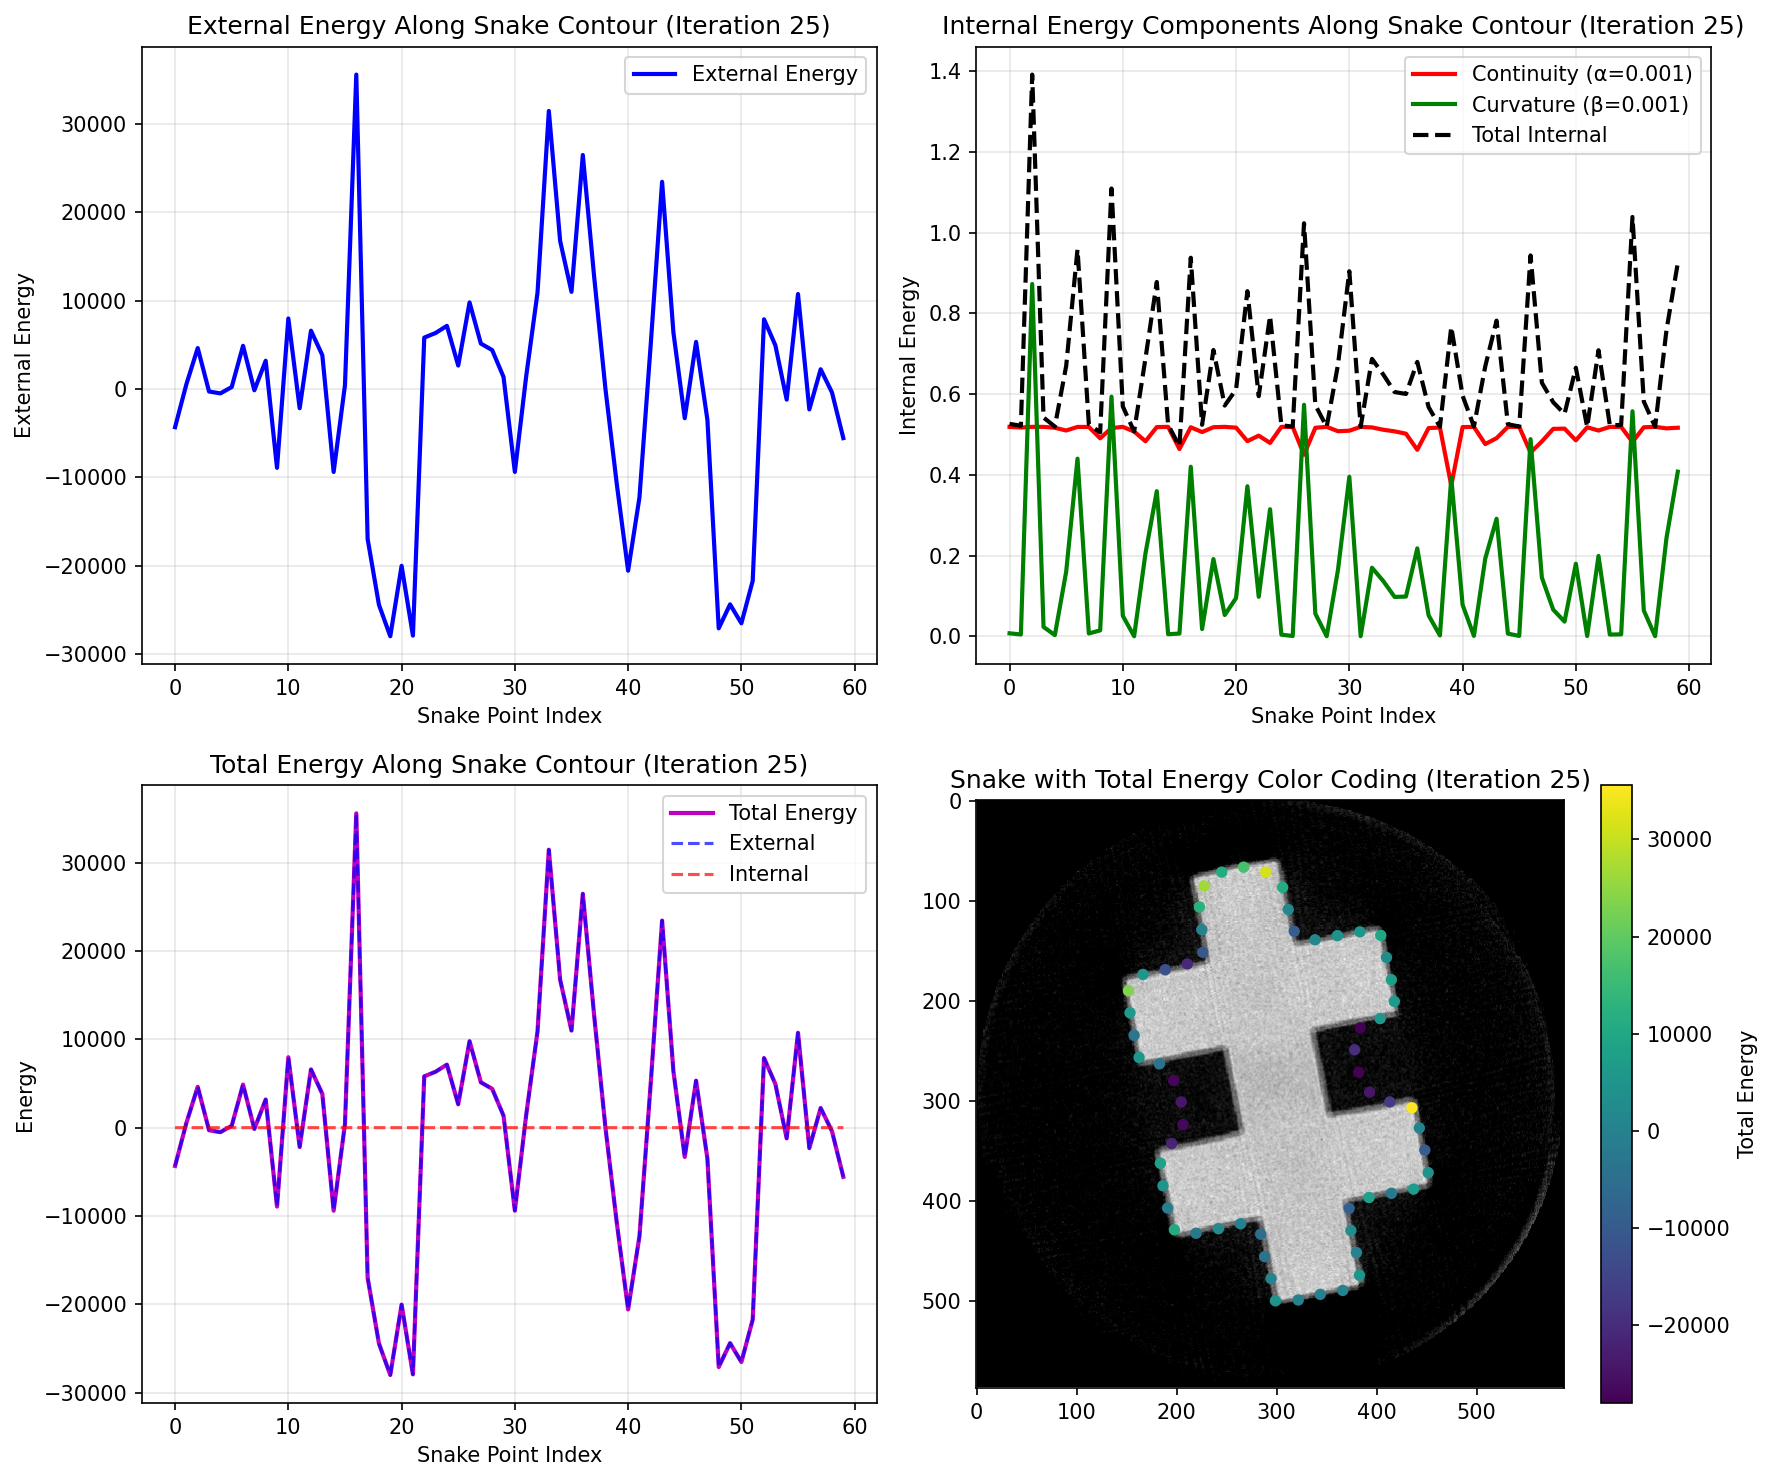 External Energy Along Snake Contour (Iteration 25)
External Energy
External Energy
30000
20000
10000
0
−10000
−20000
−30000
0 10 20 30 40 50 60
Snake Point Index
Internal Energy Components Along Snake Contour (Iteration 25)
Continuity (α=0.001)
Curvature (β=0.001)
Total Internal
Internal Energy
1.4
1.2
1.0
0.8
0.6
0.4
0.2
0.0
0 10 20 30 40 50 60
Snake Point Index
Total Energy Along Snake Contour (Iteration 25)
Total Energy
External
Internal
Energy
30000
20000
10000
0
−10000
−20000
−30000
0 10 20 30 40 50 60
Snake Point Index
Snake with Total Energy Color Coding (Iteration 25)
0
100
200
300
400
500
0 100 200 300 400 500
30000
20000
10000
0
−10000
−20000
Total Energy